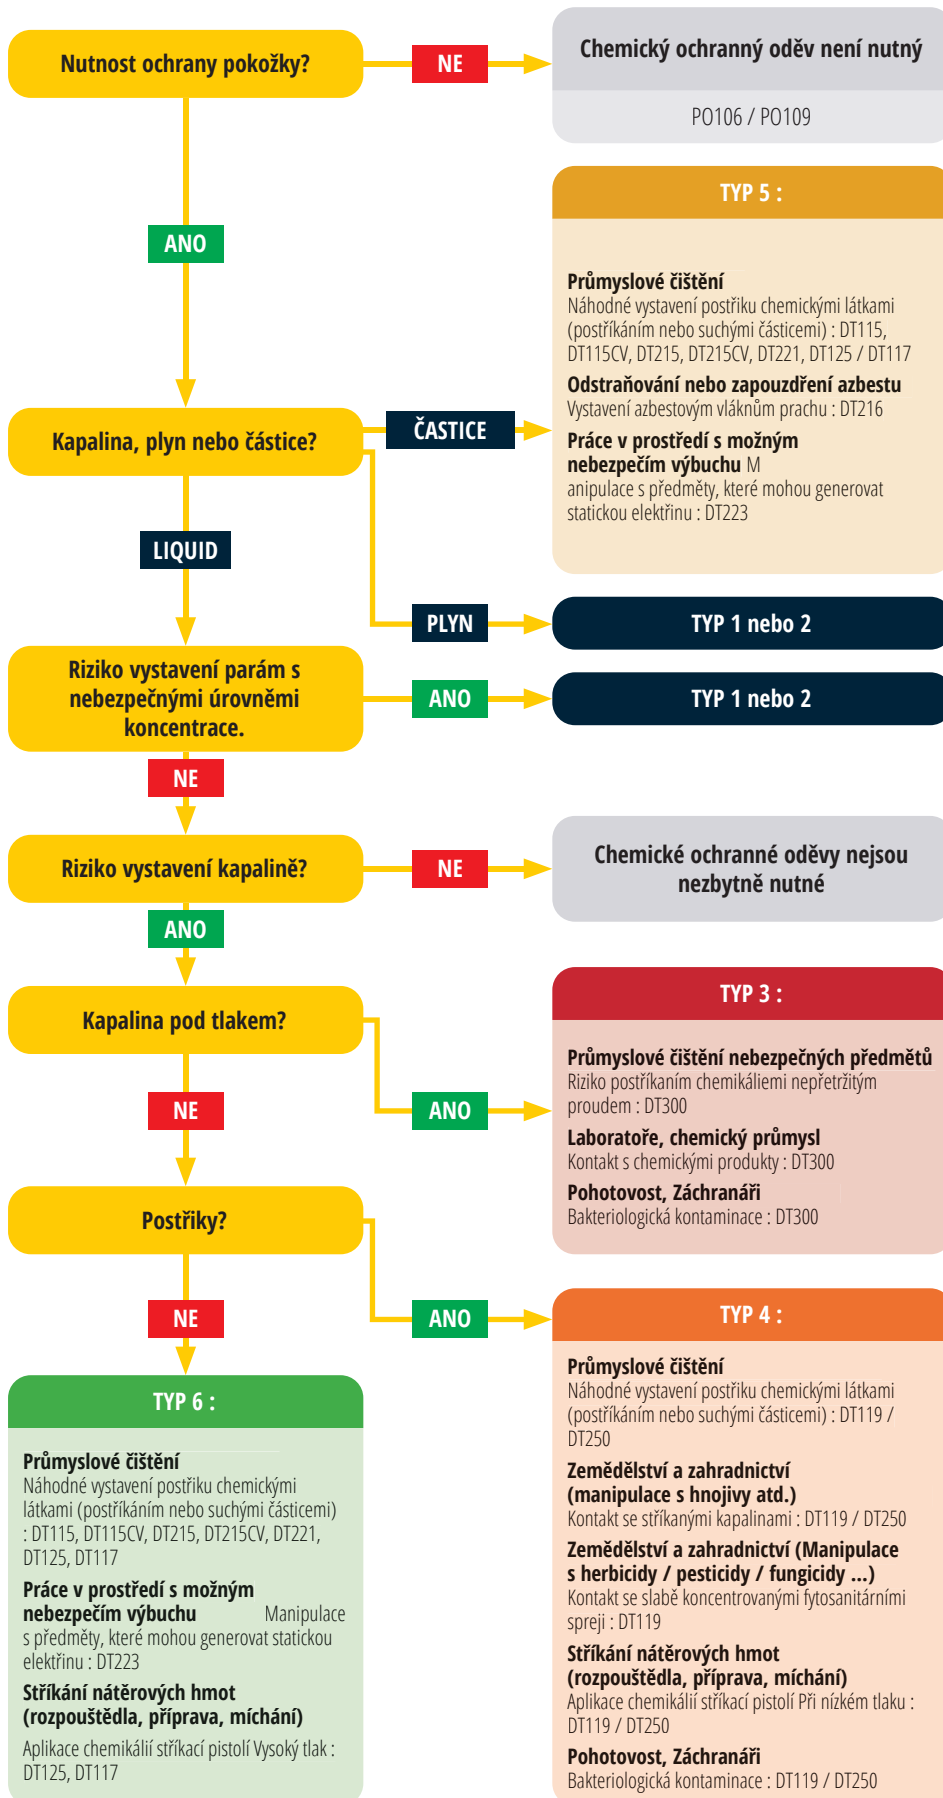 Nutnost ochrany pokožky?
NE
Chemický ochranný oděv není nutný
PO106 / PO109
ANO
TYP 5 :
Průmyslové čištění
Náhodné vystavení postřiku chemickými látkami
(postříkáním nebo suchými částicemi) : DT115,
DT115CV, DT215, DT215CV, DT221, DT125 / DT117
Odstraňování nebo zapouzdření azbestu
Vystavení azbestovým vláknům prachu : DT216
Práce v prostředí s možným
nebezpečím výbuchu M
anipulace s předměty, které mohou generovat
statickou elektřinu : DT223
Kapalina, plyn nebo částice?
ČASTICE
LIQUID
PLYN
TYP 1 nebo 2
Riziko vystavení parám s
nebezpečnými úrovněmi
koncentrace.
ANO
TYP 1 nebo 2
NE
Riziko vystavení kapalině?
NE
Chemické ochranné oděvy nejsou
nezbytně nutné
ANO
Kapalina pod tlakem?
NE
ANO
TYP 3 :
Průmyslové čištění nebezpečných předmětů
Riziko postříkaním chemikáliemi nepřetržitým
proudem : DT300
Laboratoře, chemický průmysl
Kontakt s chemickými produkty : DT300
Pohotovost, Záchranáři
Bakteriologická kontaminace : DT300
Postřiky?
NE
ANO
TYP 4 :
Průmyslové čištění
Náhodné vystavení postřiku chemickými látkami
(postříkáním nebo suchými částicemi) : DT119 /
DT250
Zemědělství a zahradnictví
(manipulace s hnojivy atd.)
Kontakt se stříkanými kapalinami : DT119 / DT250
Zemědělství a zahradnictví (Manipulace
s herbicidy / pesticidy / fungicidy ...)
Kontakt se slabě koncentrovanými fytosanitárními
spreji : DT119
Stříkání nátěrových hmot
(rozpouštědla, příprava, míchání)
Aplikace chemikálií stříkací pistolí Při nízkém tlaku :
DT119 / DT250
Pohotovost, Záchranáři
Bakteriologická kontaminace : DT119 / DT250
TYP 6 :
Průmyslové čištění
Náhodné vystavení postřiku chemickými
látkami (postříkáním nebo suchými částicemi)
: DT115, DT115CV, DT215, DT215CV, DT221,
DT125, DT117
Práce v prostředí s možným
nebezpečím výbuchu Manipulace
s předměty, které mohou generovat statickou
elektřinu : DT223
Stříkání nátěrových hmot
(rozpouštědla, příprava, míchání)
Aplikace chemikálií stříkací pistolí Vysoký tlak :
DT125, DT117